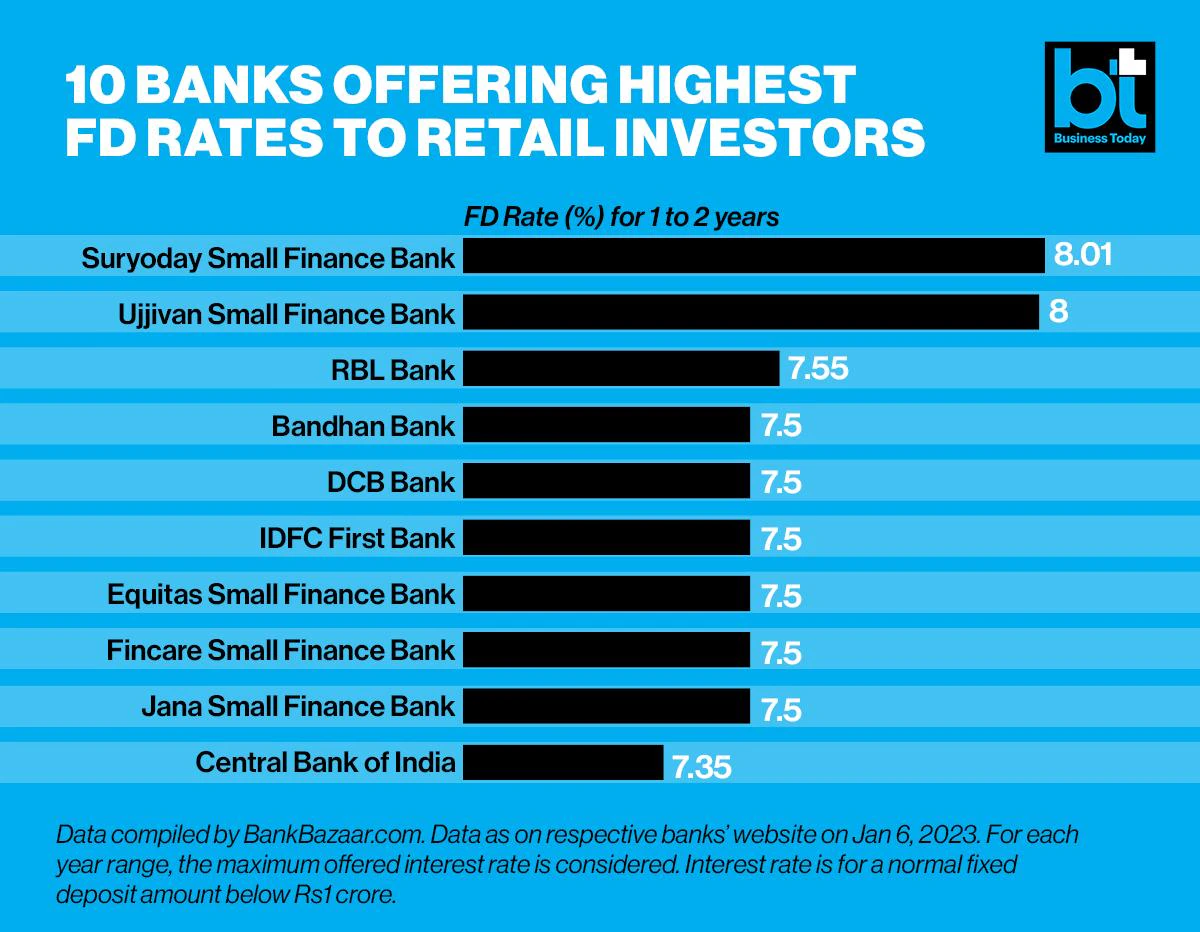 10 BANKS OFFERING HIGHEST
FD RATES TO RETAIL INVESTORS
bt
Business Today
FD Rate (%) for 1 to 2 years
Suryoday Small Finance Bank 8.01
Ujjivan Small Finance Bank 8
RBL Bank 7.55
Bandhan Bank 7.5
DCB Bank 7.5
IDFC First Bank 7.5
Equitas Small Finance Bank 7.5
Fincare Small Finance Bank 7.5
Jana Small Finance Bank 7.5
Central Bank of India 7.35
Data compiled by BankBazaar.com. Data as on respective banks’ website on Jan 6, 2023. For each
year range, the maximum offered interest rate is considered. Interest rate is for a normal fixed
deposit amount below Rs1 crore.